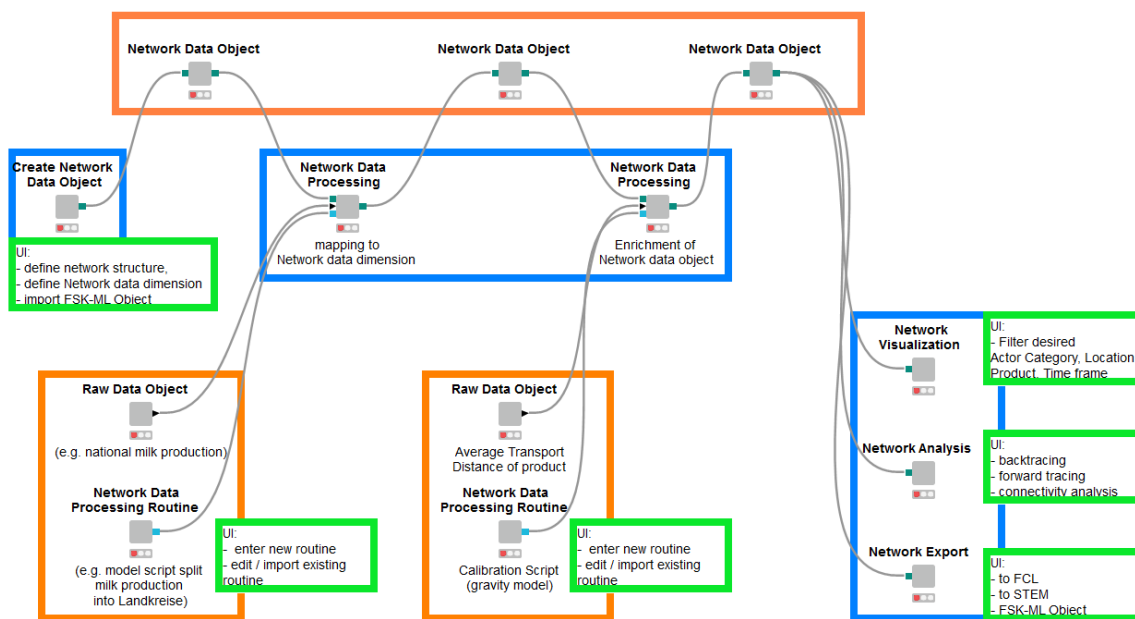 Network Data Object
Network Data Object
Network Data Object
Create Network
Data Object
UI:
- define network structure,
- define Network data dimension
- import FSK-ML Object
Network Data
Processing
mapping to
Network data dimension
Network Data
Processing
Enrichment of
Network data object
Raw Data Object
(e.g. national milk production)
Network Data
Processing Routine
(e.g. model script split
milk production
into Landkreise)
UI:
- enter new routine
- edit / import existing
routine
Raw Data Object
Average Transport
Distance of product
Network Data
Processing Routine
Calibration Script
(gravity model)
UI:
- enter new routine
- edit / import existing
routine
Network
Visualization
UI:
- Filter desired
Actor Category, Location
Product, Time frame
Network Analysis
UI:
- backtracing
- forward tracing
- connectivity analysis
Network Export
UI:
- to FCL
- to STEM
- FSK-ML Object